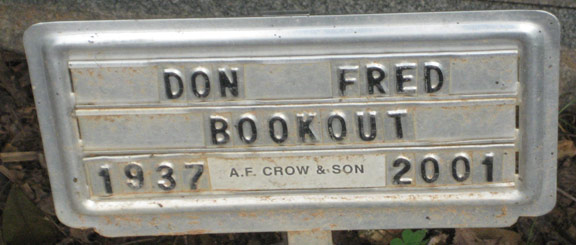 DON FRED
BOOKOUT
1937 A.F. CROW & SON 2001